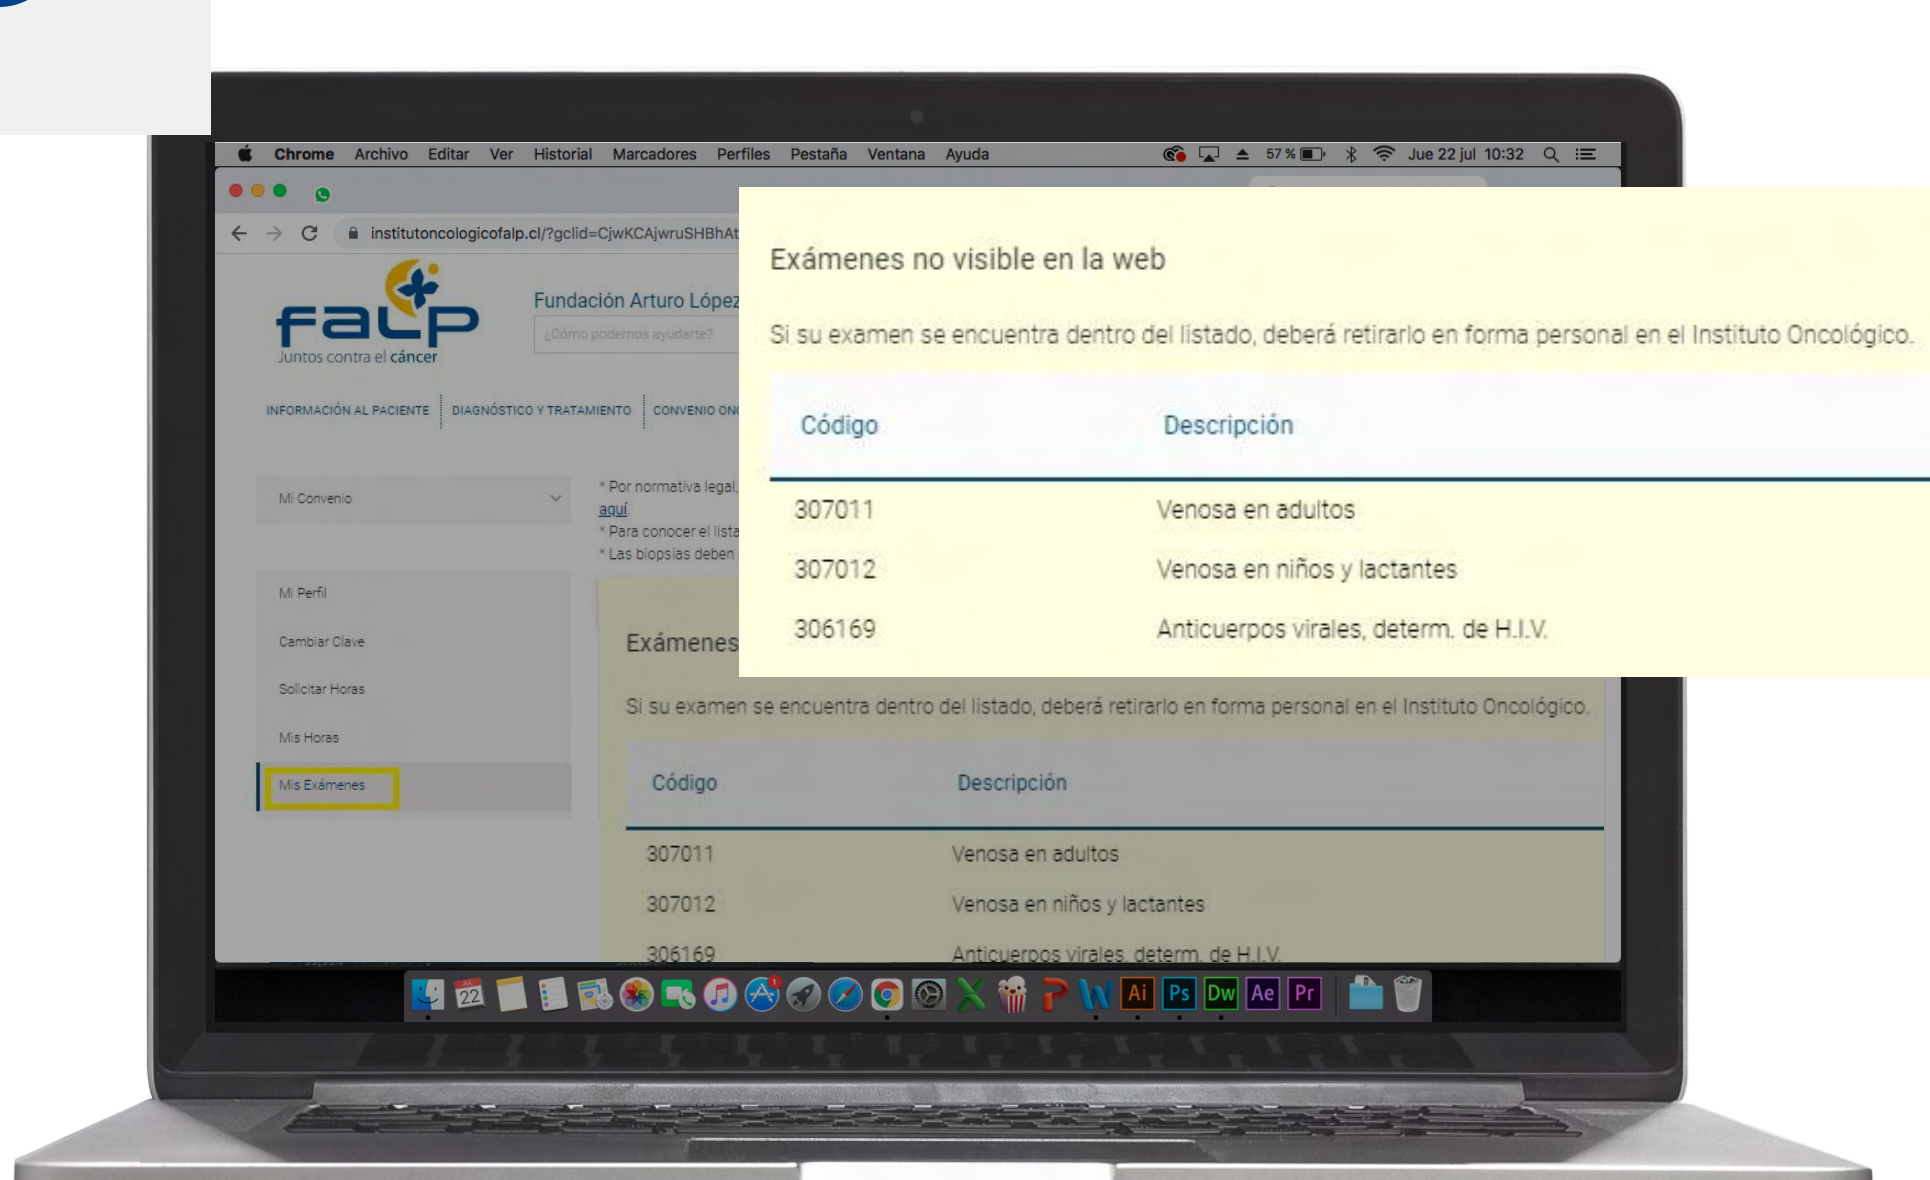 Chrome Archivo Editar Ver Historial Marcadores Perfiles Pestaña Ventana Ayuda 57 % Jue 22 jul 10:32
institutoncologicofalp.cl/?gclid=CjwKCAjwruSHBhAt
falp
Juntos contra el cáncer
Fundación Arturo López
¿Cómo podemos ayudarte?
INFORMACIÓN AL PACIENTE DIAGNÓSTICO Y TRATAMIENTO CONVENIO
Mi Convenio
* Por normativa legal,
aquí.
* Para conocer el lista
* Las biopsias deben
Mi Perfil
Cambiar Clave
Solicitar Horas
Mis Horas
Mis Exámenes
Exámenes no visible en la web
Si su examen se encuentra dentro del listado, deberá retirarlo en forma personal en el Instituto Oncológico.
Código Descripción
307011 Venosa en adultos
307012 Venosa en niños y lactantes
306169 Anticuerpos virales, determ. de H.I.V.
Exámenes
Si su examen se encuentra dentro del listado, deberá retirarlo en forma personal en el Instituto Oncológico.
Código Descripción
307011 Venosa en adultos
307012 Venosa en niños y lactantes
306169 Anticuerpos virales, determ. de H.I.V.
JUL 22 1 Ai Ps Dw Ae Pr